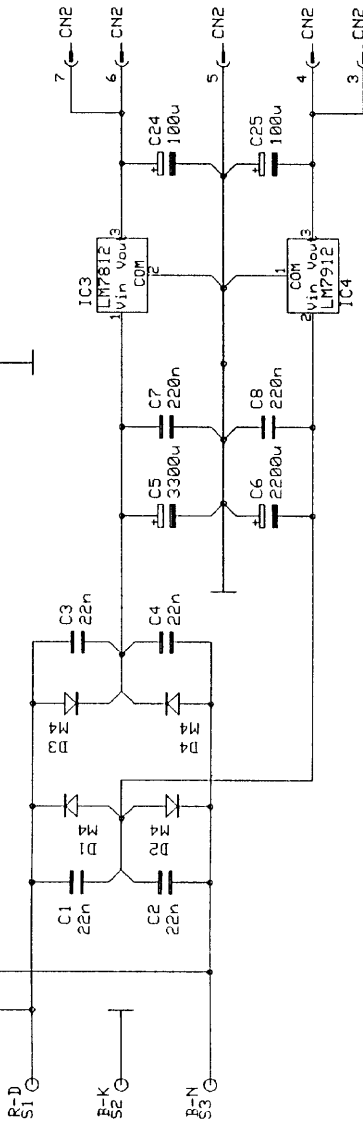 7
CN2
6
CN2
5
CN2
4
CN2
3
CN2
C24
100u
+
C25
100u
+
IC3
LM7812
1
Vin Vou
3
COM
2
COM
1
2
Vin Vou
3
LM7912
IC4
C7
220n
C8
220n
C5
3300u
+
C6
2200u
+
C3
22n
C4
22n
D3
M4
D4
M4
D1
M4
D2
M4
C1
22n
C2
22n
R-D
S1
B-K
S2
B-N
S3